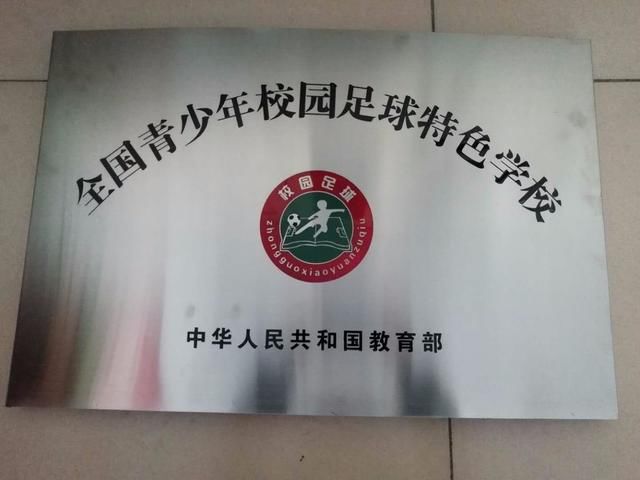 全国青少年校园足球特色学校
校园足球
zhongguoxiaoyuanzuqiu
中华人民共和国教育部